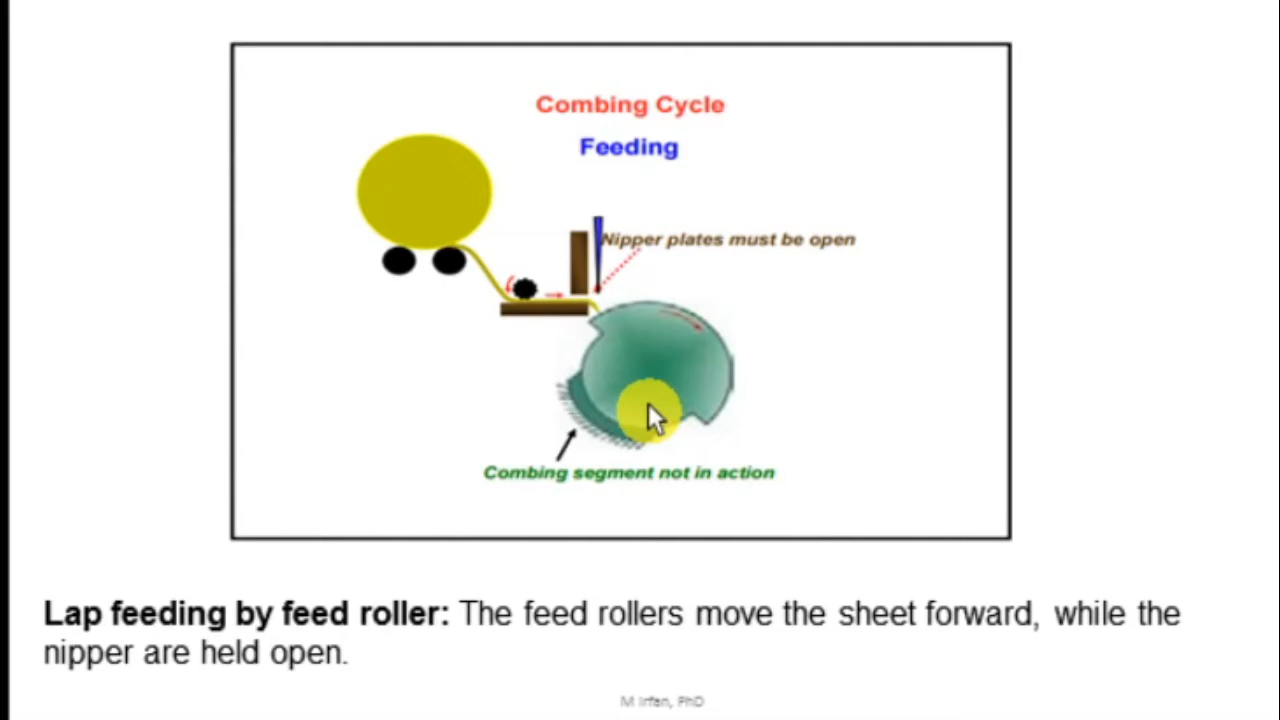 Combing Cycle
Feeding
Nipper plates must be open
Combing segment not in action
Lap feeding by feed roller: The feed rollers move the sheet forward, while the
nipper are held open.
M Irfan, PhD